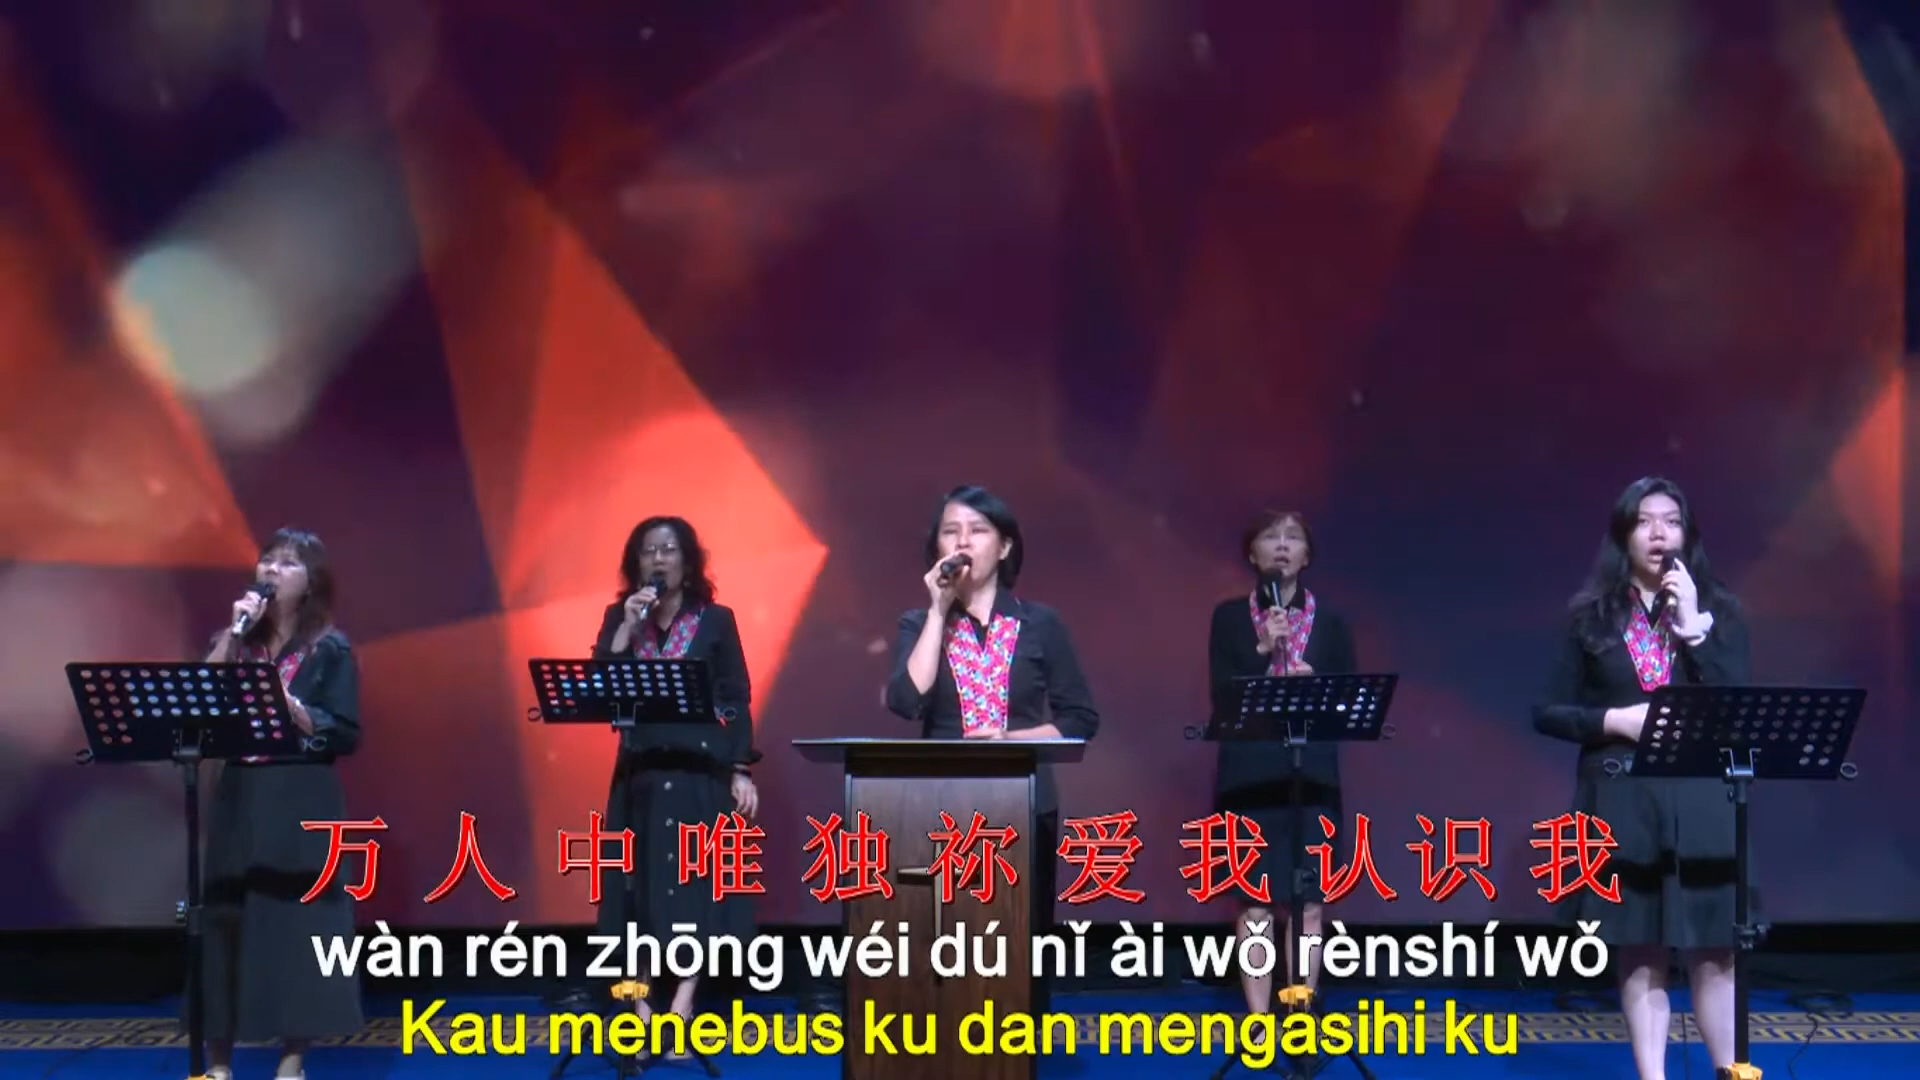 万人中唯独祢爱我认识我
wàn rén zhōng wéi dú nǐ ài wǒ rènshí wǒ
Kau menebus ku dan mengasihi ku